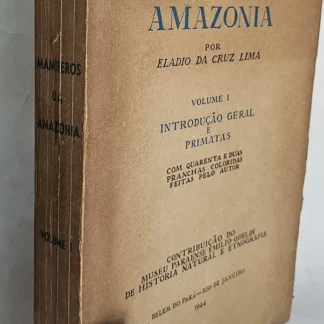 MAMIFEROS
DA
AMAZONIA
VOLUME I
AMAZONIA
POR
ELADIO DA CRUZ LIMA
VOLUME I
INTRODUÇÃO GERAL
E
PRIMATAS
COM QUARENTA E DUAS
PRANCHAS COLORIDAS
FEITAS PELO AUTOR
CONTRIBUIÇÃO DO
MUSEU PARAENSE EMILIO GOELDI
DE HISTÓRIA NATURAL E ETNOGRAFIA
BELEM DO PARÁ — RIO DE JANEIRO
1944